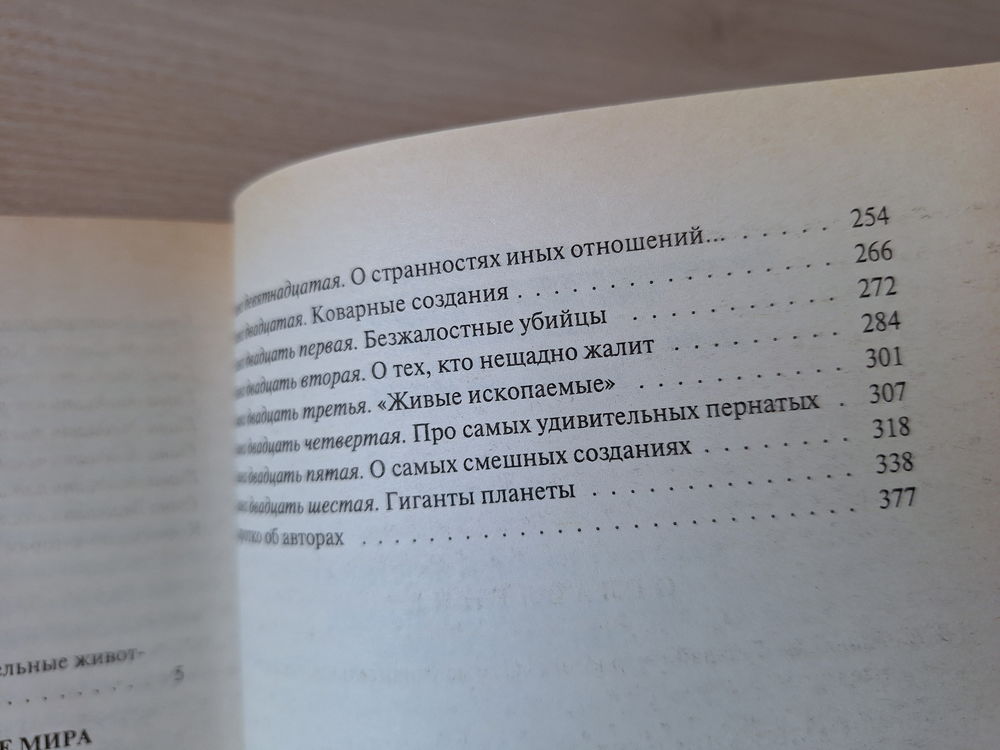 ельные живот-
. . . . . . . . 5
Е МИРА
девятнадцатая. О странностях иных отношений... . . . . . 254
двадцатая. Коварные создания . . . . . . . . . . . . . . . 266
двадцать первая. Безжалостные убийцы . . . . . . . . . 272
двадцать вторая. О тех, кто нещадно жалит . . . . . . . 284
двадцать третья. «Живые ископаемые» . . . . . . . . . 301
двадцать четвертая. Про самых удивительных пернатых . 307
двадцать пятая. О самых смешных созданиях . . . . . . 318
двадцать шестая. Гиганты планеты . . . . . . . . . . . 338
об авторах . . . . . . . . . . . . . . . . . . . . . 377